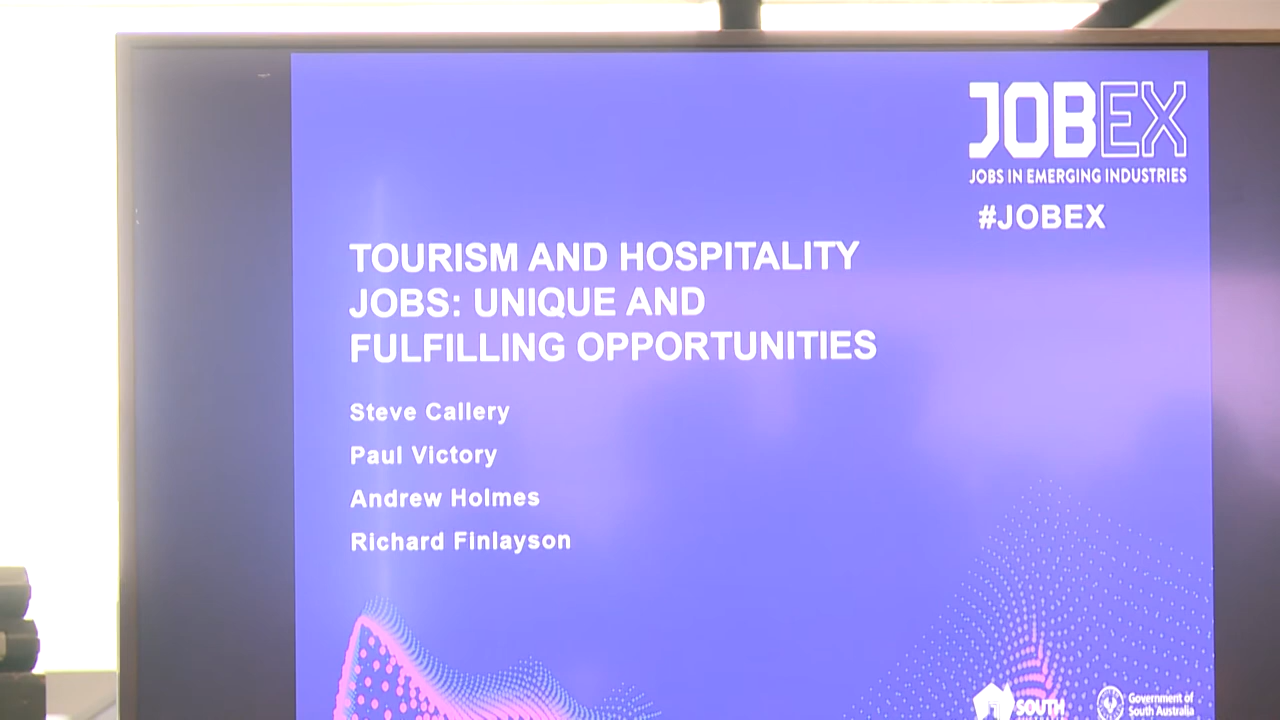 JOBEX
JOBS IN EMERGING INDUSTRIES
#JOBEX
TOURISM AND HOSPITALITY
JOBS: UNIQUE AND
FULFILLING OPPORTUNITIES
Steve Callery
Paul Victory
Andrew Holmes
Richard Finlayson
SOUTH
Government of
South Australia